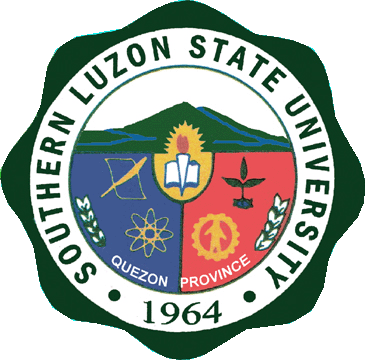 SOUTHERN LUZON STATE UNIVERSITY
QUEZON PROVINCE
• 1964 •